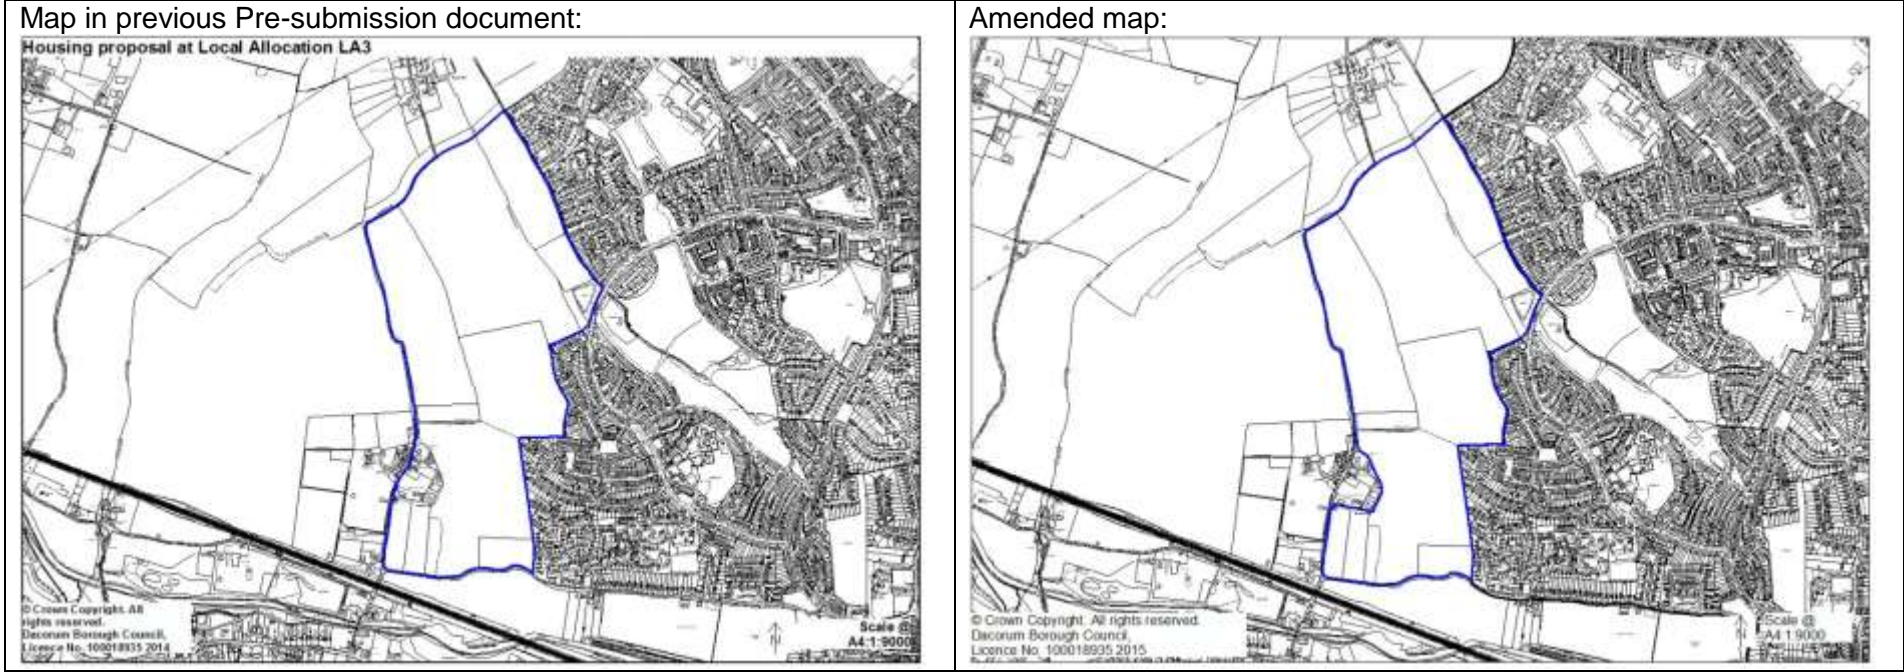 Map in previous Pre-submission document:
Housing proposal at Local Allocation LA3
© Crown Copyright. All
rights reserved.
Dacorum Borough Council,
Licence No. 100018935 2014
N
Scale @
A4 1:9000
Amended map:
© Crown Copyright. All rights reserved.
Dacorum Borough Council,
Licence No. 100018935 2015
N
Scale @
A4 1:9000